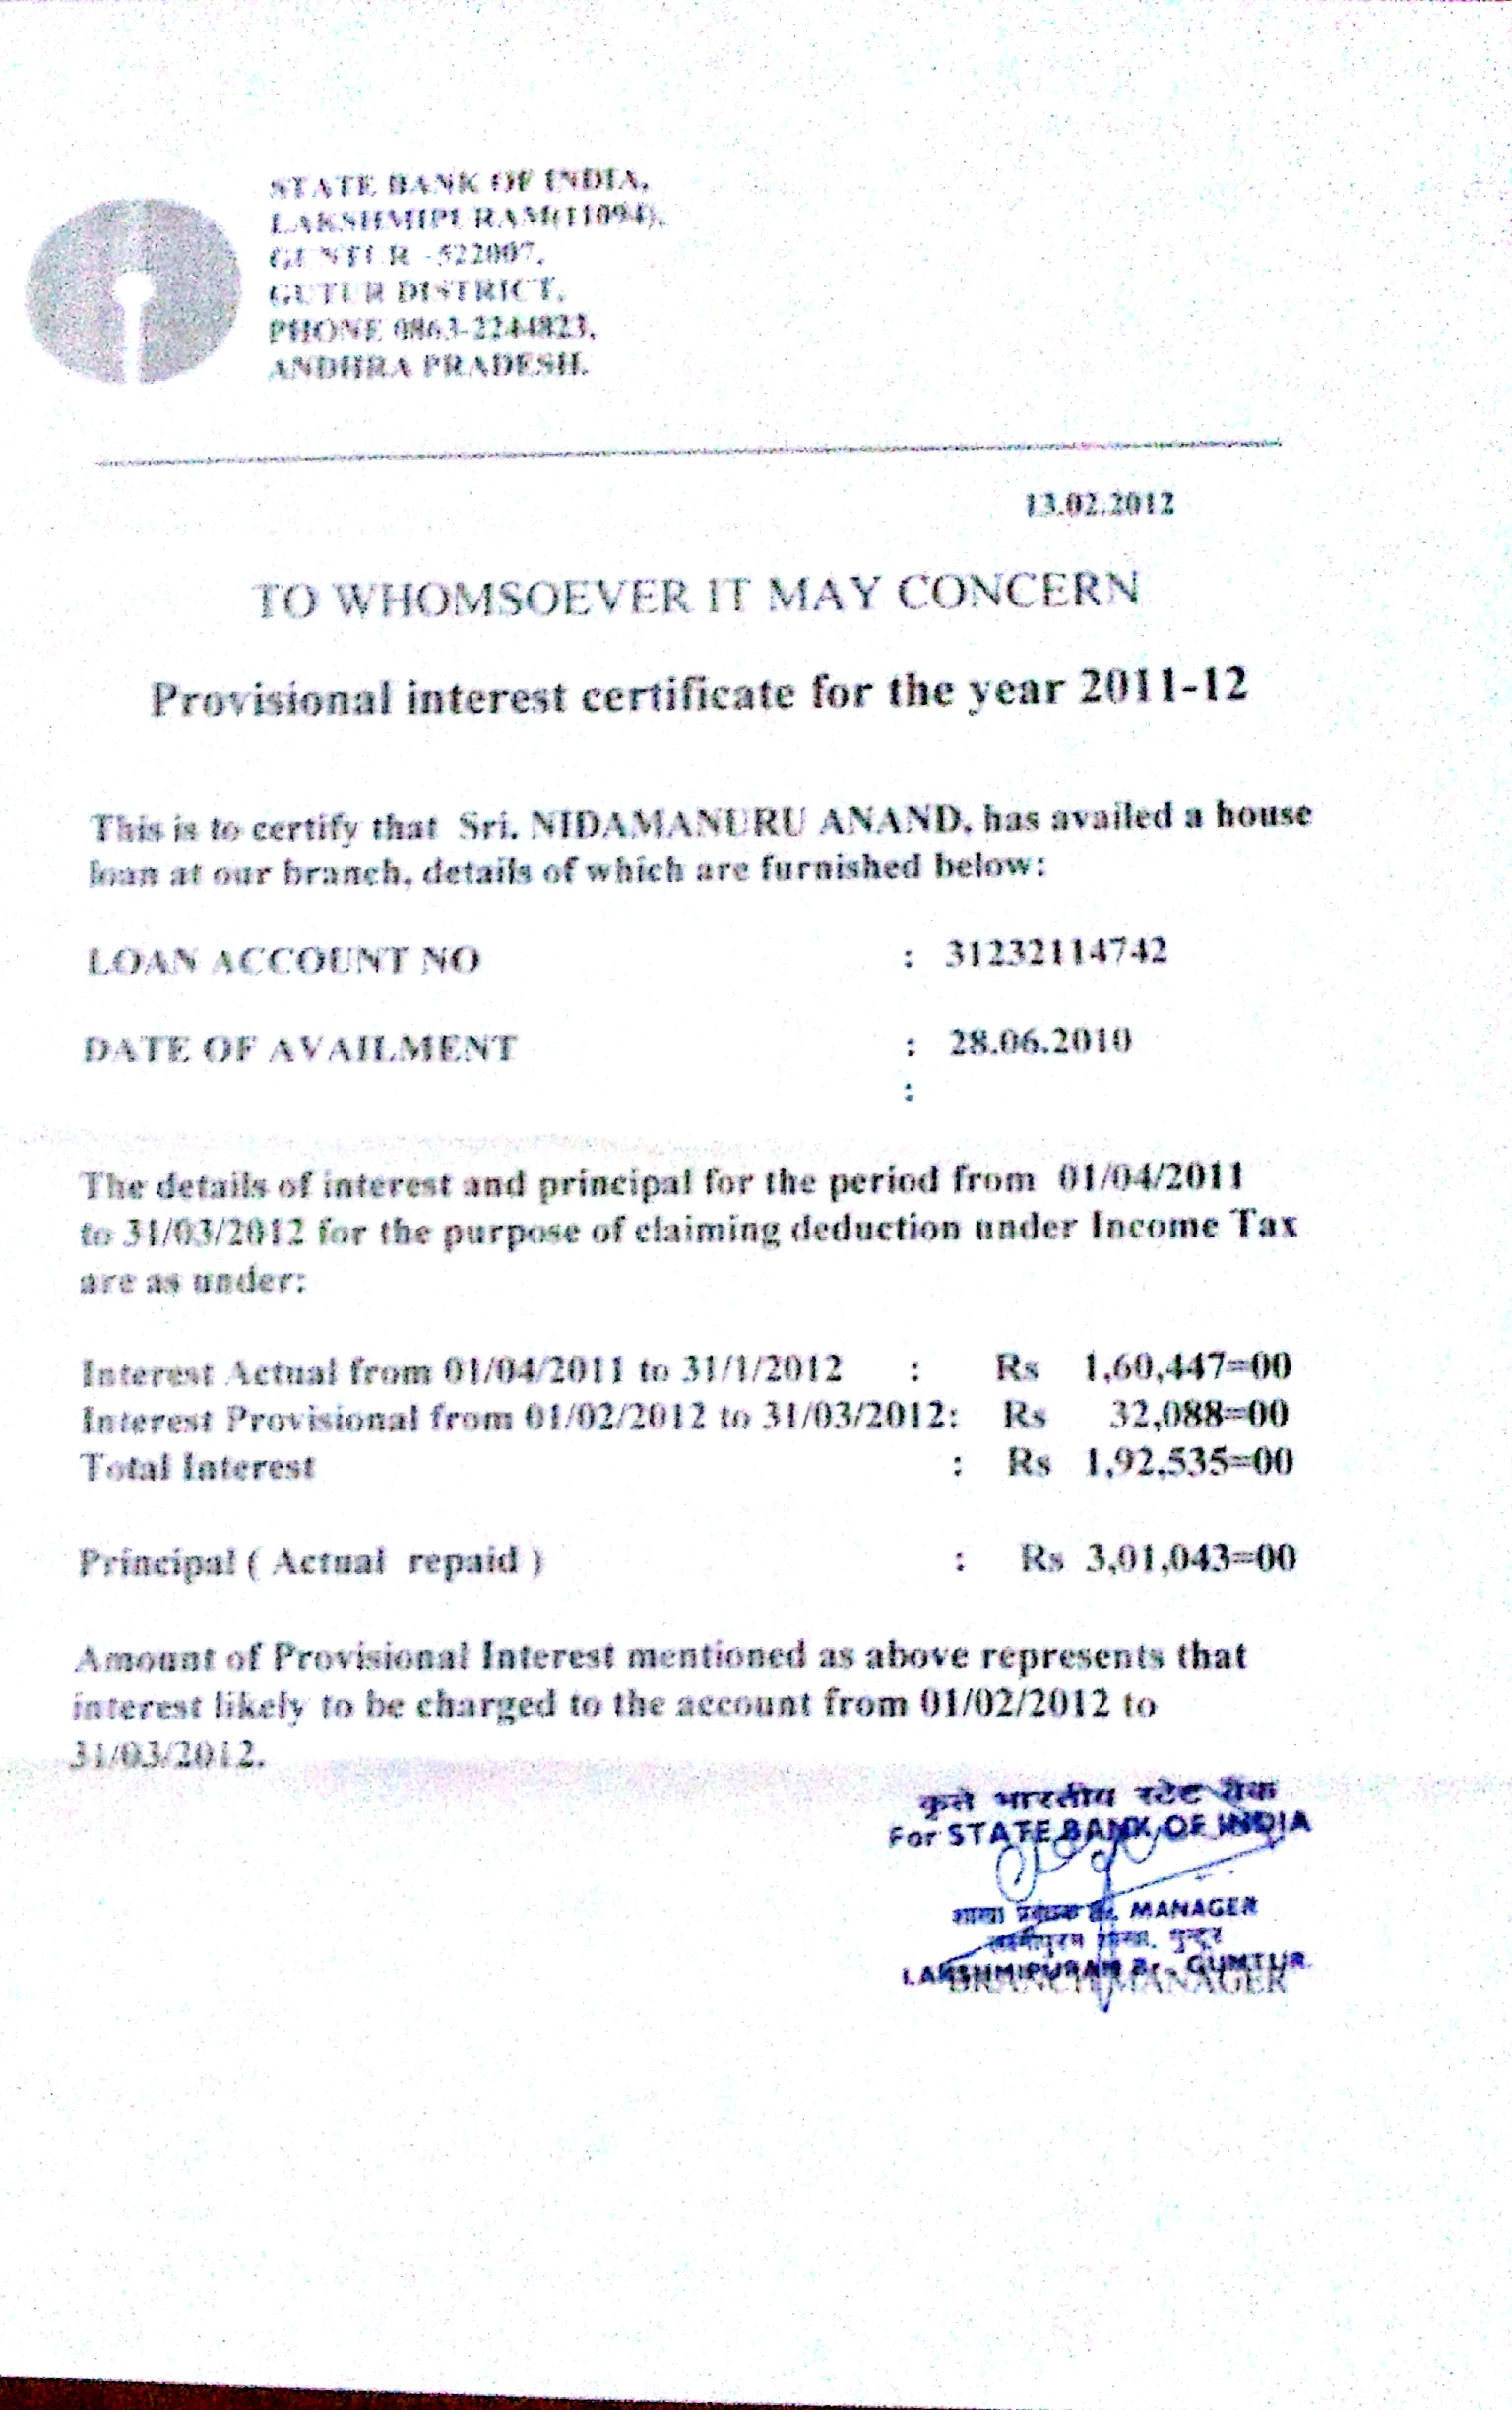 STATE BANK OF INDIA,
LAKSHMIPURAM(11094),
GUNTUR -522007,
GUTUR DISTRICT,
PHONE 0863-2244823,
ANDHRA PRADESH.
13.02.2012
TO WHOMSOEVER IT MAY CONCERN
Provisional interest certificate for the year 2011-12
This is to certify that Sri. NIDAMANURU ANAND, has availed a house
loan at our branch, details of which are furnished below:
LOAN ACCOUNT NO : 31232114742
DATE OF AVAILMENT : 28.06.2010
:
The details of interest and principal for the period from 01/04/2011
to 31/03/2012 for the purpose of claiming deduction under Income Tax
are as under:
Interest Actual from 01/04/2011 to 31/1/2012 : Rs 1,60,447=00
Interest Provisional from 01/02/2012 to 31/03/2012: Rs 32,088=00
Total Interest : Rs 1,92,535=00
Principal ( Actual repaid ) : Rs 3,01,043=00
Amount of Provisional Interest mentioned as above represents that
interest likely to be charged to the account from 01/02/2012 to
31/03/2012.
कृते भारतीय स्टेट बैंक
For STATE BANK OF INDIA
शाखा प्रबंधक Br. MANAGER
लक्ष्मीपुरम शाखा, गुन्टूर
LAKSHMIPURAM Br. GUNTUR
BRANCH MANAGER